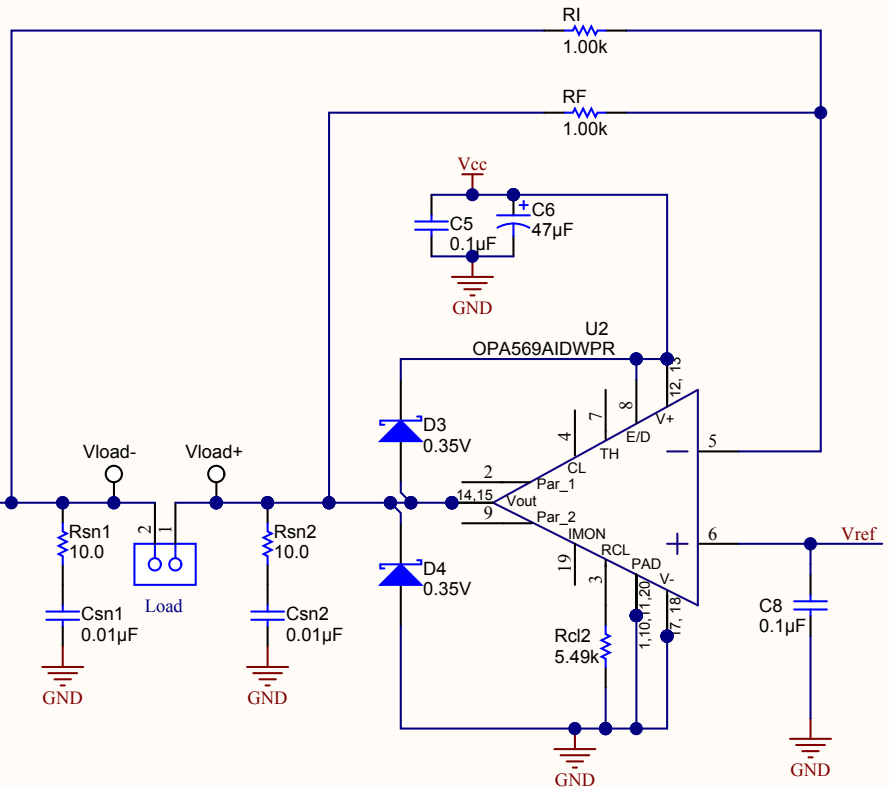 RI
1.00k
RF
1.00k
Vcc
+
C5
0.1µF
C6
47µF
GND
U2
OPA569AIDWPR
12, 13
V+
8
E/D
7
TH
4
CL
D3
0.35V
5
2
Par_1
14,15
Vout
9
Par_2
6
Vref
IMON
19
RCL
3
PAD
1,10,11,20
V-
17, 18
D4
0.35V
Vload-
Vload+
Rsn1
10.0
2
1
Rsn2
10.0
Load
Csn1
0.01µF
Csn2
0.01µF
GND
GND
Rcl2
5.49k
C8
0.1µF
GND
GND